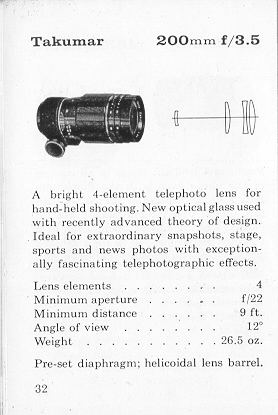 Takumar 200mm f/3.5
A bright 4-element telephoto lens for
hand-held shooting. New optical glass used
with recently advanced theory of design.
Ideal for extraordinary snapshots, stage,
sports and news photos with exception-
ally fascinating telephotographic effects.
Lens elements . . . . . . . 4
Minimum aperture . . . . . f/22
Minimum distance . . . . . 9 ft.
Angle of view . . . . . . . 12°
Weight . . . . . . . . . 26.5 oz.
Pre-set diaphragm; helicoidal lens barrel.
32